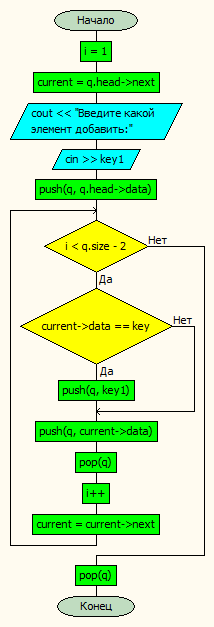 Начало
i = 1
current = q.head->next
cout << "Введите какой
элемент добавить:"
cin >> key1
push(q, q.head->data)
i < q.size - 2
Нет
Да
current->data == key
Нет
Да
push(q, key1)
push(q, current->data)
pop(q)
i++
current = current->next
pop(q)
Конец